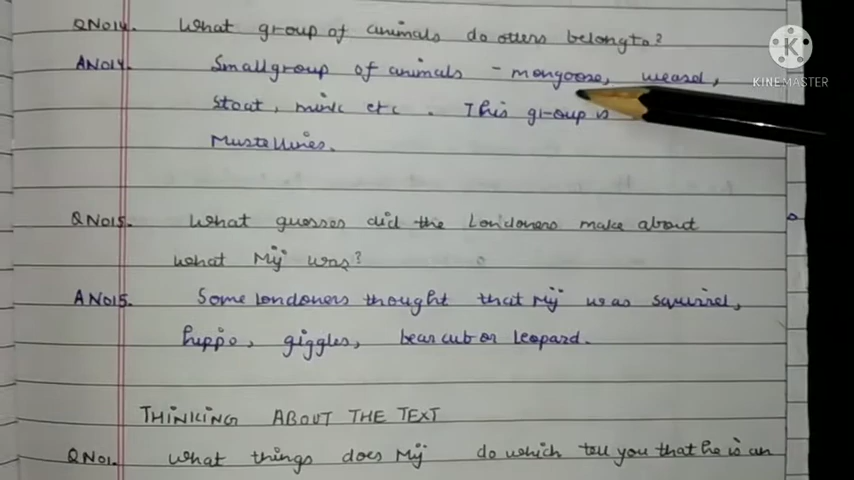 QNO14. What group of animals do otters belong to?
ANO14. Small group of animals - mongoose, weasel,
Stoat, mink etc. This group is
Mustellines.
QNO15. What guesses did the Londoners make about
what Mij was?
ANO15. Some londoners thought that Mij was squirrel,
hippo, giggles, bear cub or leopard.
THINKING ABOUT THE TEXT
QNO1. What things does Mij do which tell you that he is an
K
KINEMASTER